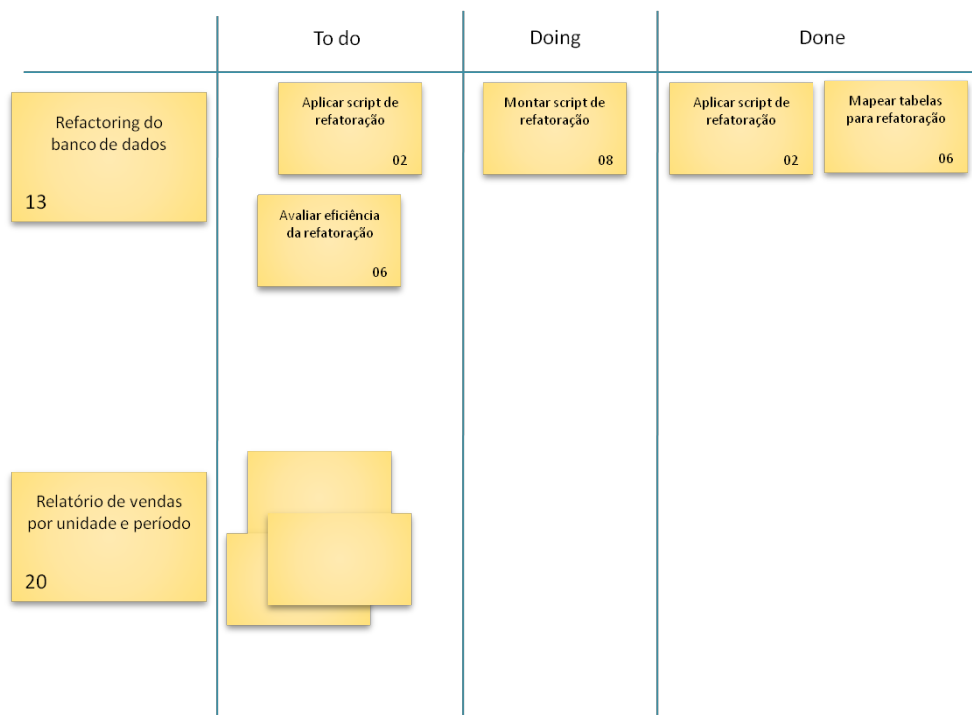 To do
Doing
Done
Refactoring do
banco de dados
13
Aplicar script de
refatoração
02
Avaliar eficiência
da refatoração
06
Montar script de
refatoração
08
Aplicar script de
refatoração
02
Mapear tabelas
para refatoração
06
Relatório de vendas
por unidade e período
20